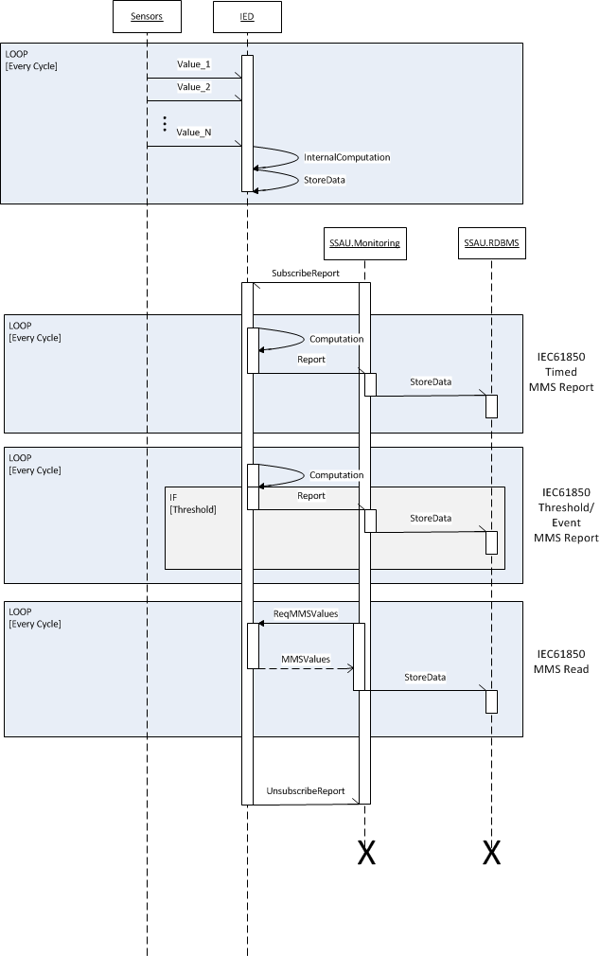 Sensors
IED
LOOP
[Every Cycle]
Value_1
Value_2
Value_N
InternalComputation
StoreData
SSAU.Monitoring
SSAU.RDBMS
SubscribeReport
LOOP
[Every Cycle]
Computation
Report
StoreData
IEC61850
Timed
MMS Report
LOOP
[Every Cycle]
Computation
IF
[Threshold]
Report
StoreData
IEC61850
Threshold/
Event
MMS Report
LOOP
[Every Cycle]
ReqMMSValues
MMSValues
StoreData
IEC61850
MMS Read
UnsubscribeReport
X
X